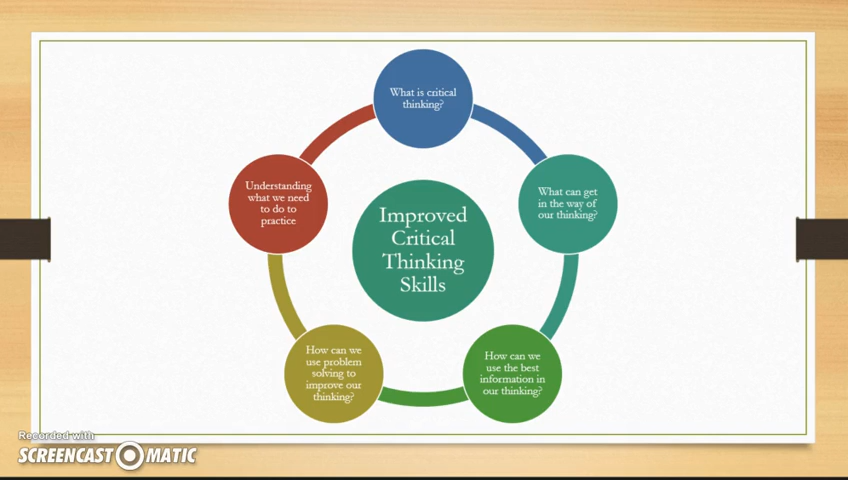 What is critical
thinking?
What can get
in the way of
our thinking?
How can we
use the best
information in
our thinking?
How can we
use problem
solving to
improve our
thinking?
Understanding
what we need
to do to
practice
Improved
Critical
Thinking
Skills
Recorded with
SCREENCAST MATIC